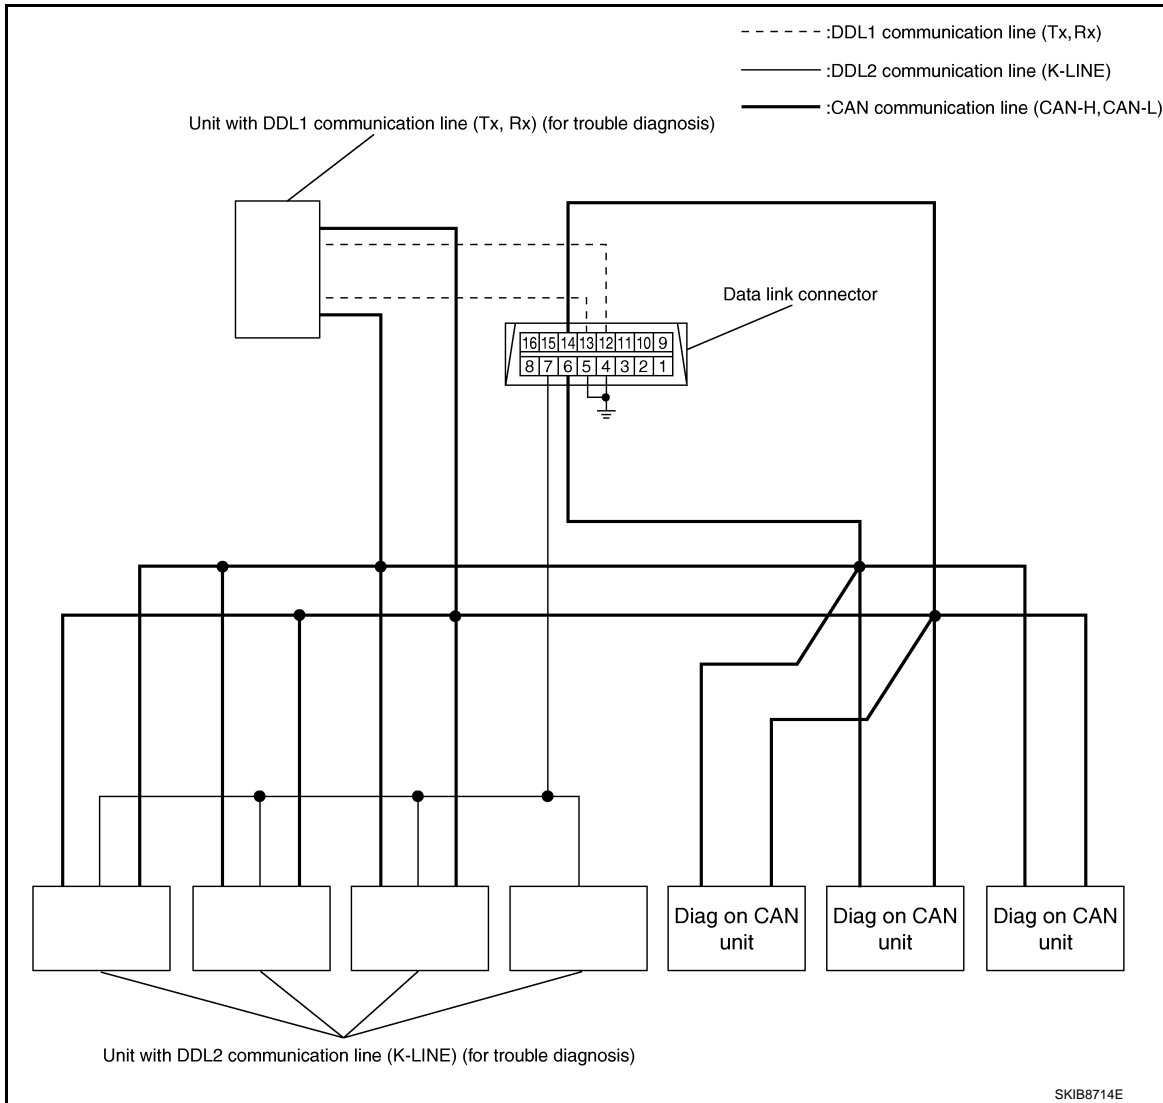 :DDL1 communication line (Tx,Rx)
:DDL2 communication line (K-LINE)
:CAN communication line (CAN-H,CAN-L)
Unit with DDL1 communication line (Tx, Rx) (for trouble diagnosis)
Data link connector
16 15 14 13 12 11 10 9
8 7 6 5 4 3 2 1
Diag on CAN
unit
Diag on CAN
unit
Diag on CAN
unit
Unit with DDL2 communication line (K-LINE) (for trouble diagnosis)
SKIB8714E